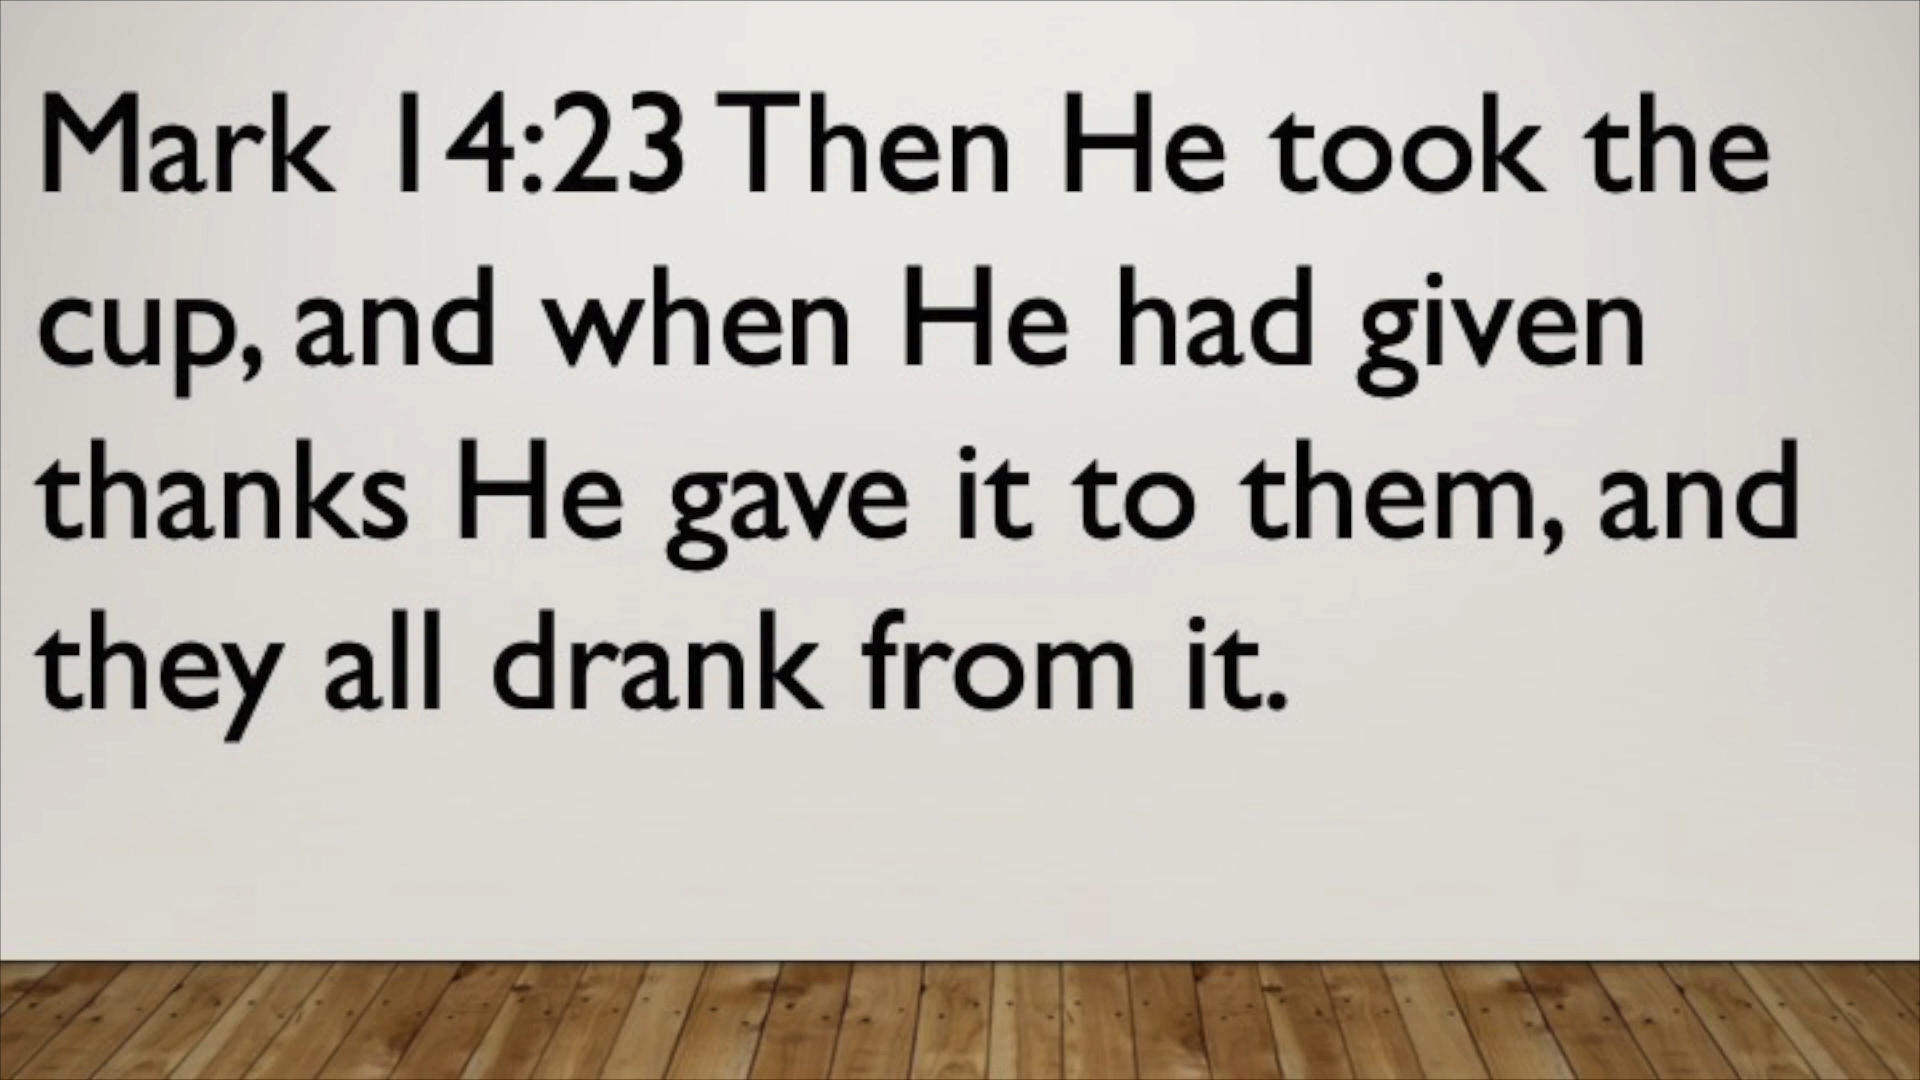 Mark 14:23 Then He took the
cup, and when He had given
thanks He gave it to them, and
they all drank from it.